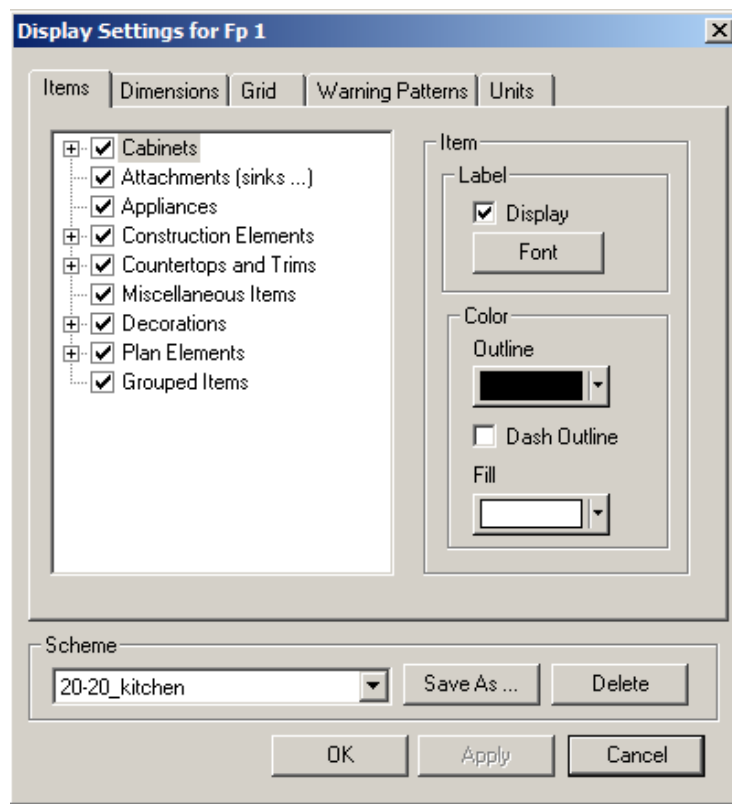 Display Settings for Fp 1
Items Dimensions Grid Warning Patterns Units
Cabinets
Attachments (sinks ...)
Appliances
Construction Elements
Countertops and Trims
Miscellaneous Items
Decorations
Plan Elements
Grouped Items
Item
Label
Display
Font
Color
Outline
Dash Outline
Fill
Scheme
20-20_kitchen Save As ... Delete
OK Apply Cancel